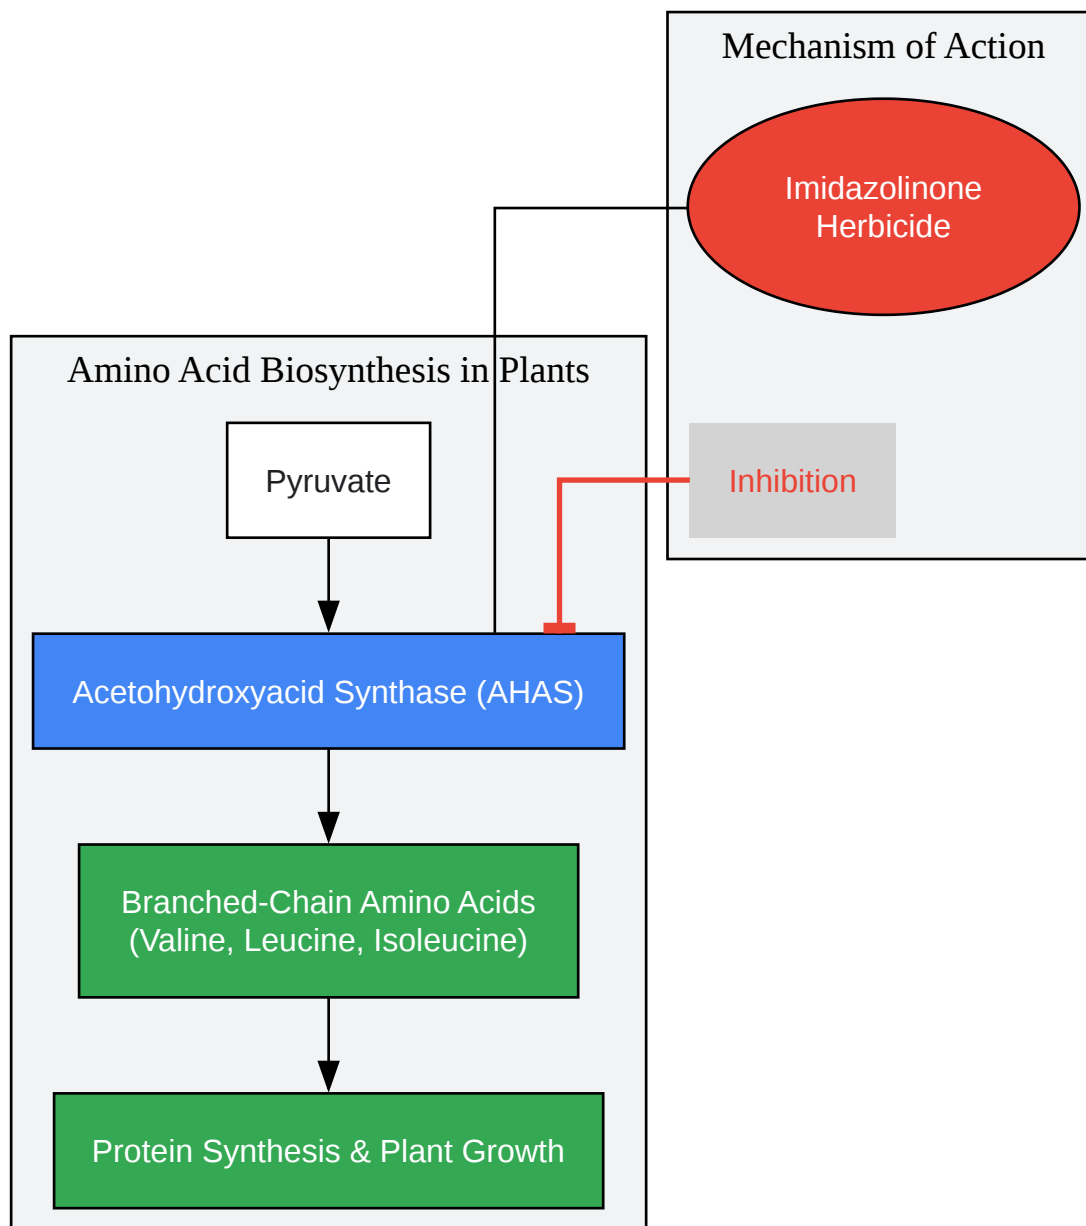 Mechanism of Action
Imidazolinone
Herbicide
Inhibition
Amino Acid Biosynthesis in Plants
Pyruvate
Acetohydroxyacid Synthase (AHAS)
Branched-Chain Amino Acids
(Valine, Leucine, Isoleucine)
Protein Synthesis & Plant Growth